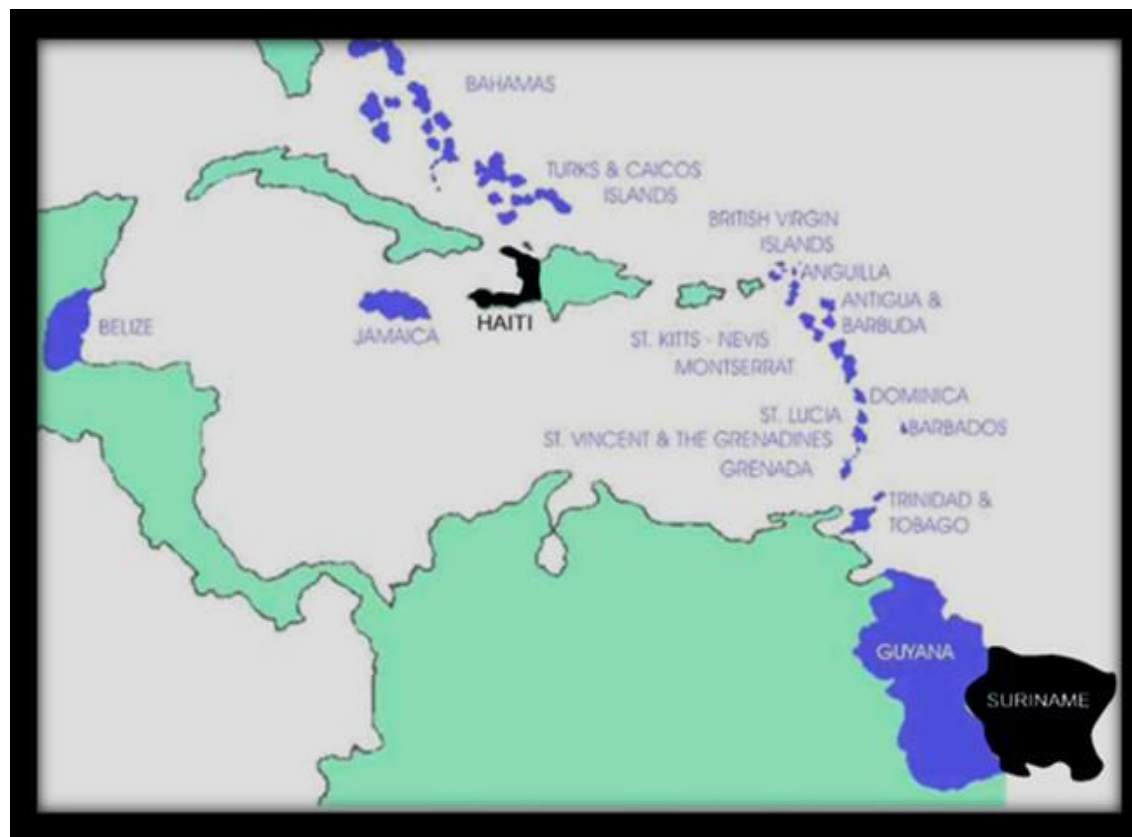 BAHAMAS
TURKS & CAICOS
ISLANDS
BRITISH VIRGIN
ISLANDS
ANGUILLA
ANTIGUA &
BARBUDA
BELIZE
JAMAICA
HAITI
ST. KITTS - NEVIS
MONTSERRAT
DOMINICA
ST. LUCIA
BARBADOS
ST. VINCENT & THE GRENADINES
GRENADA
TRINIDAD &
TOBAGO
GUYANA
SURINAME